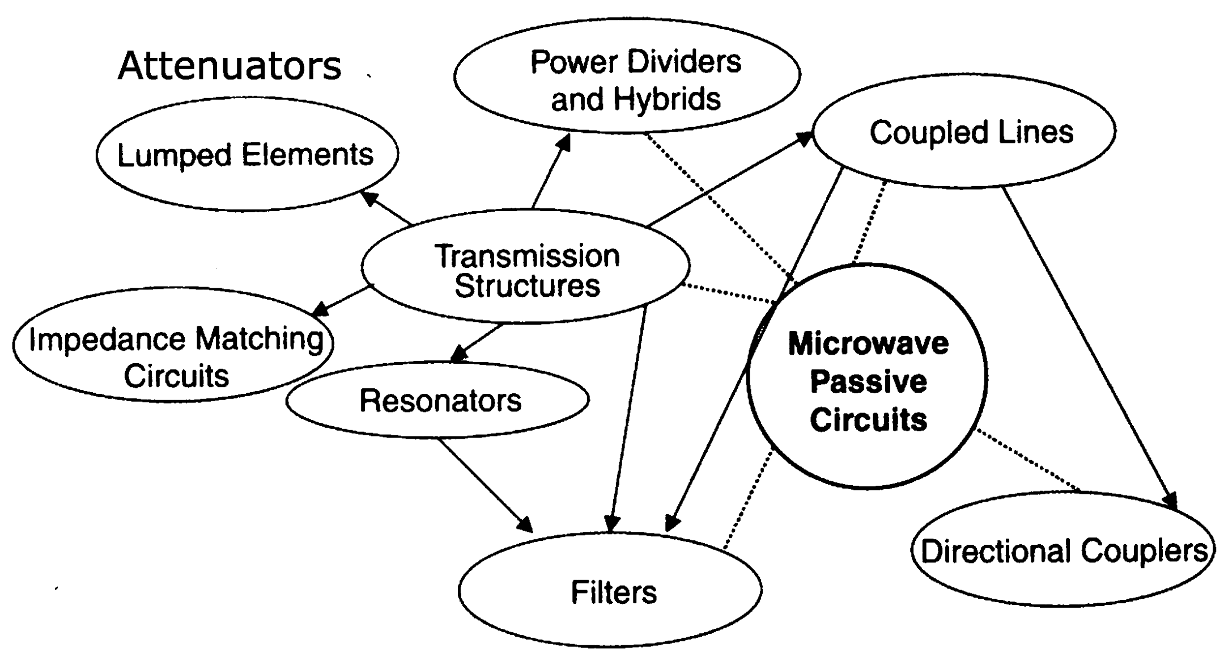 Attenuators
Power Dividers
and Hybrids
Coupled Lines
Lumped Elements
Transmission
Structures
Impedance Matching
Circuits
Resonators
Microwave
Passive
Circuits
Directional Couplers
Filters